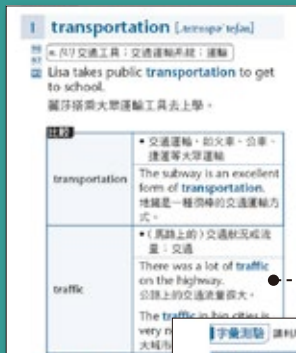 1 transportation
n. [U] 交通工具；交通運輸系統；運輸
Lisa takes public transportation to get
to school.
麗莎搭乘大眾運輸工具去上學。
比較
transportation
• 交通運輸，如火車、公車、
捷運等大眾運輸
The subway is an excellent
form of transportation.
地鐵是一種很棒的交通運輸方
式。
traffic
•（馬路上的）交通狀況或流
量；交通
There was a lot of traffic
on the highway.
公路上的交通流量很大。
The traffic in big cities is
very
大城市
字彙測驗 請利用